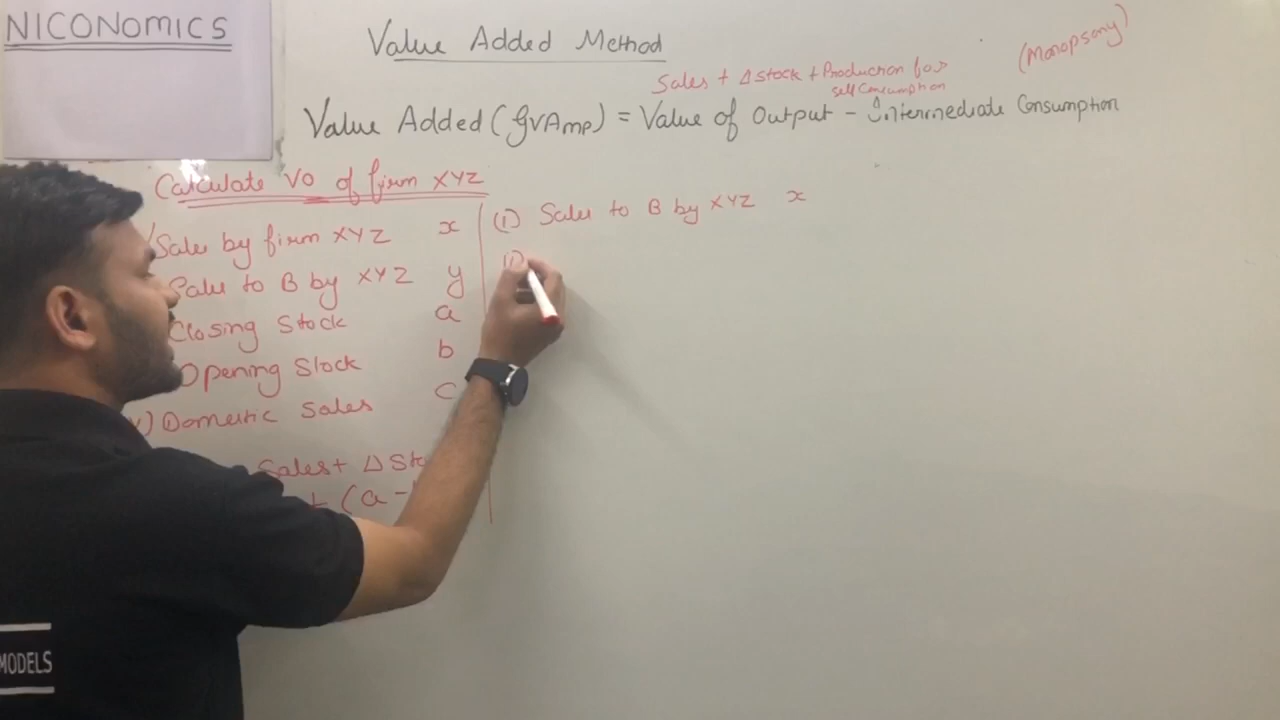 NICONOMICS
Value Added Method
(Monopsony)
Sales + Δ Stock + Production for
self Consumption
Value Added (GVAMP) = Value of Output - Intermediate Consumption
Calculate VO of firm XYZ
Sales by firm XYZ x
Sales to B by XYZ y
Closing Stock a
Opening Stock b
v) Domestic Sales c
Sales + Δ Sto
+ (a -
(i) Sales to B by XYZ x
(i)
MODELS